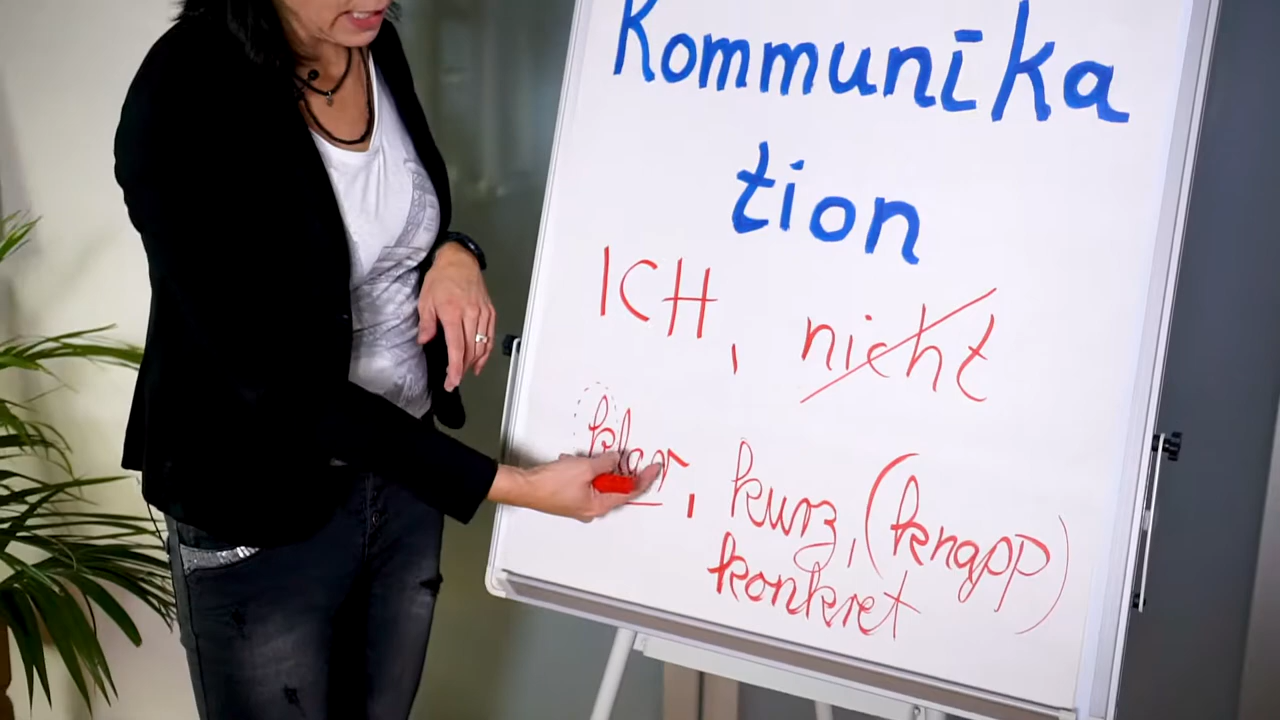 Kommunika
tion
ICH, nicht
klar, kurz, (knapp)
konkret